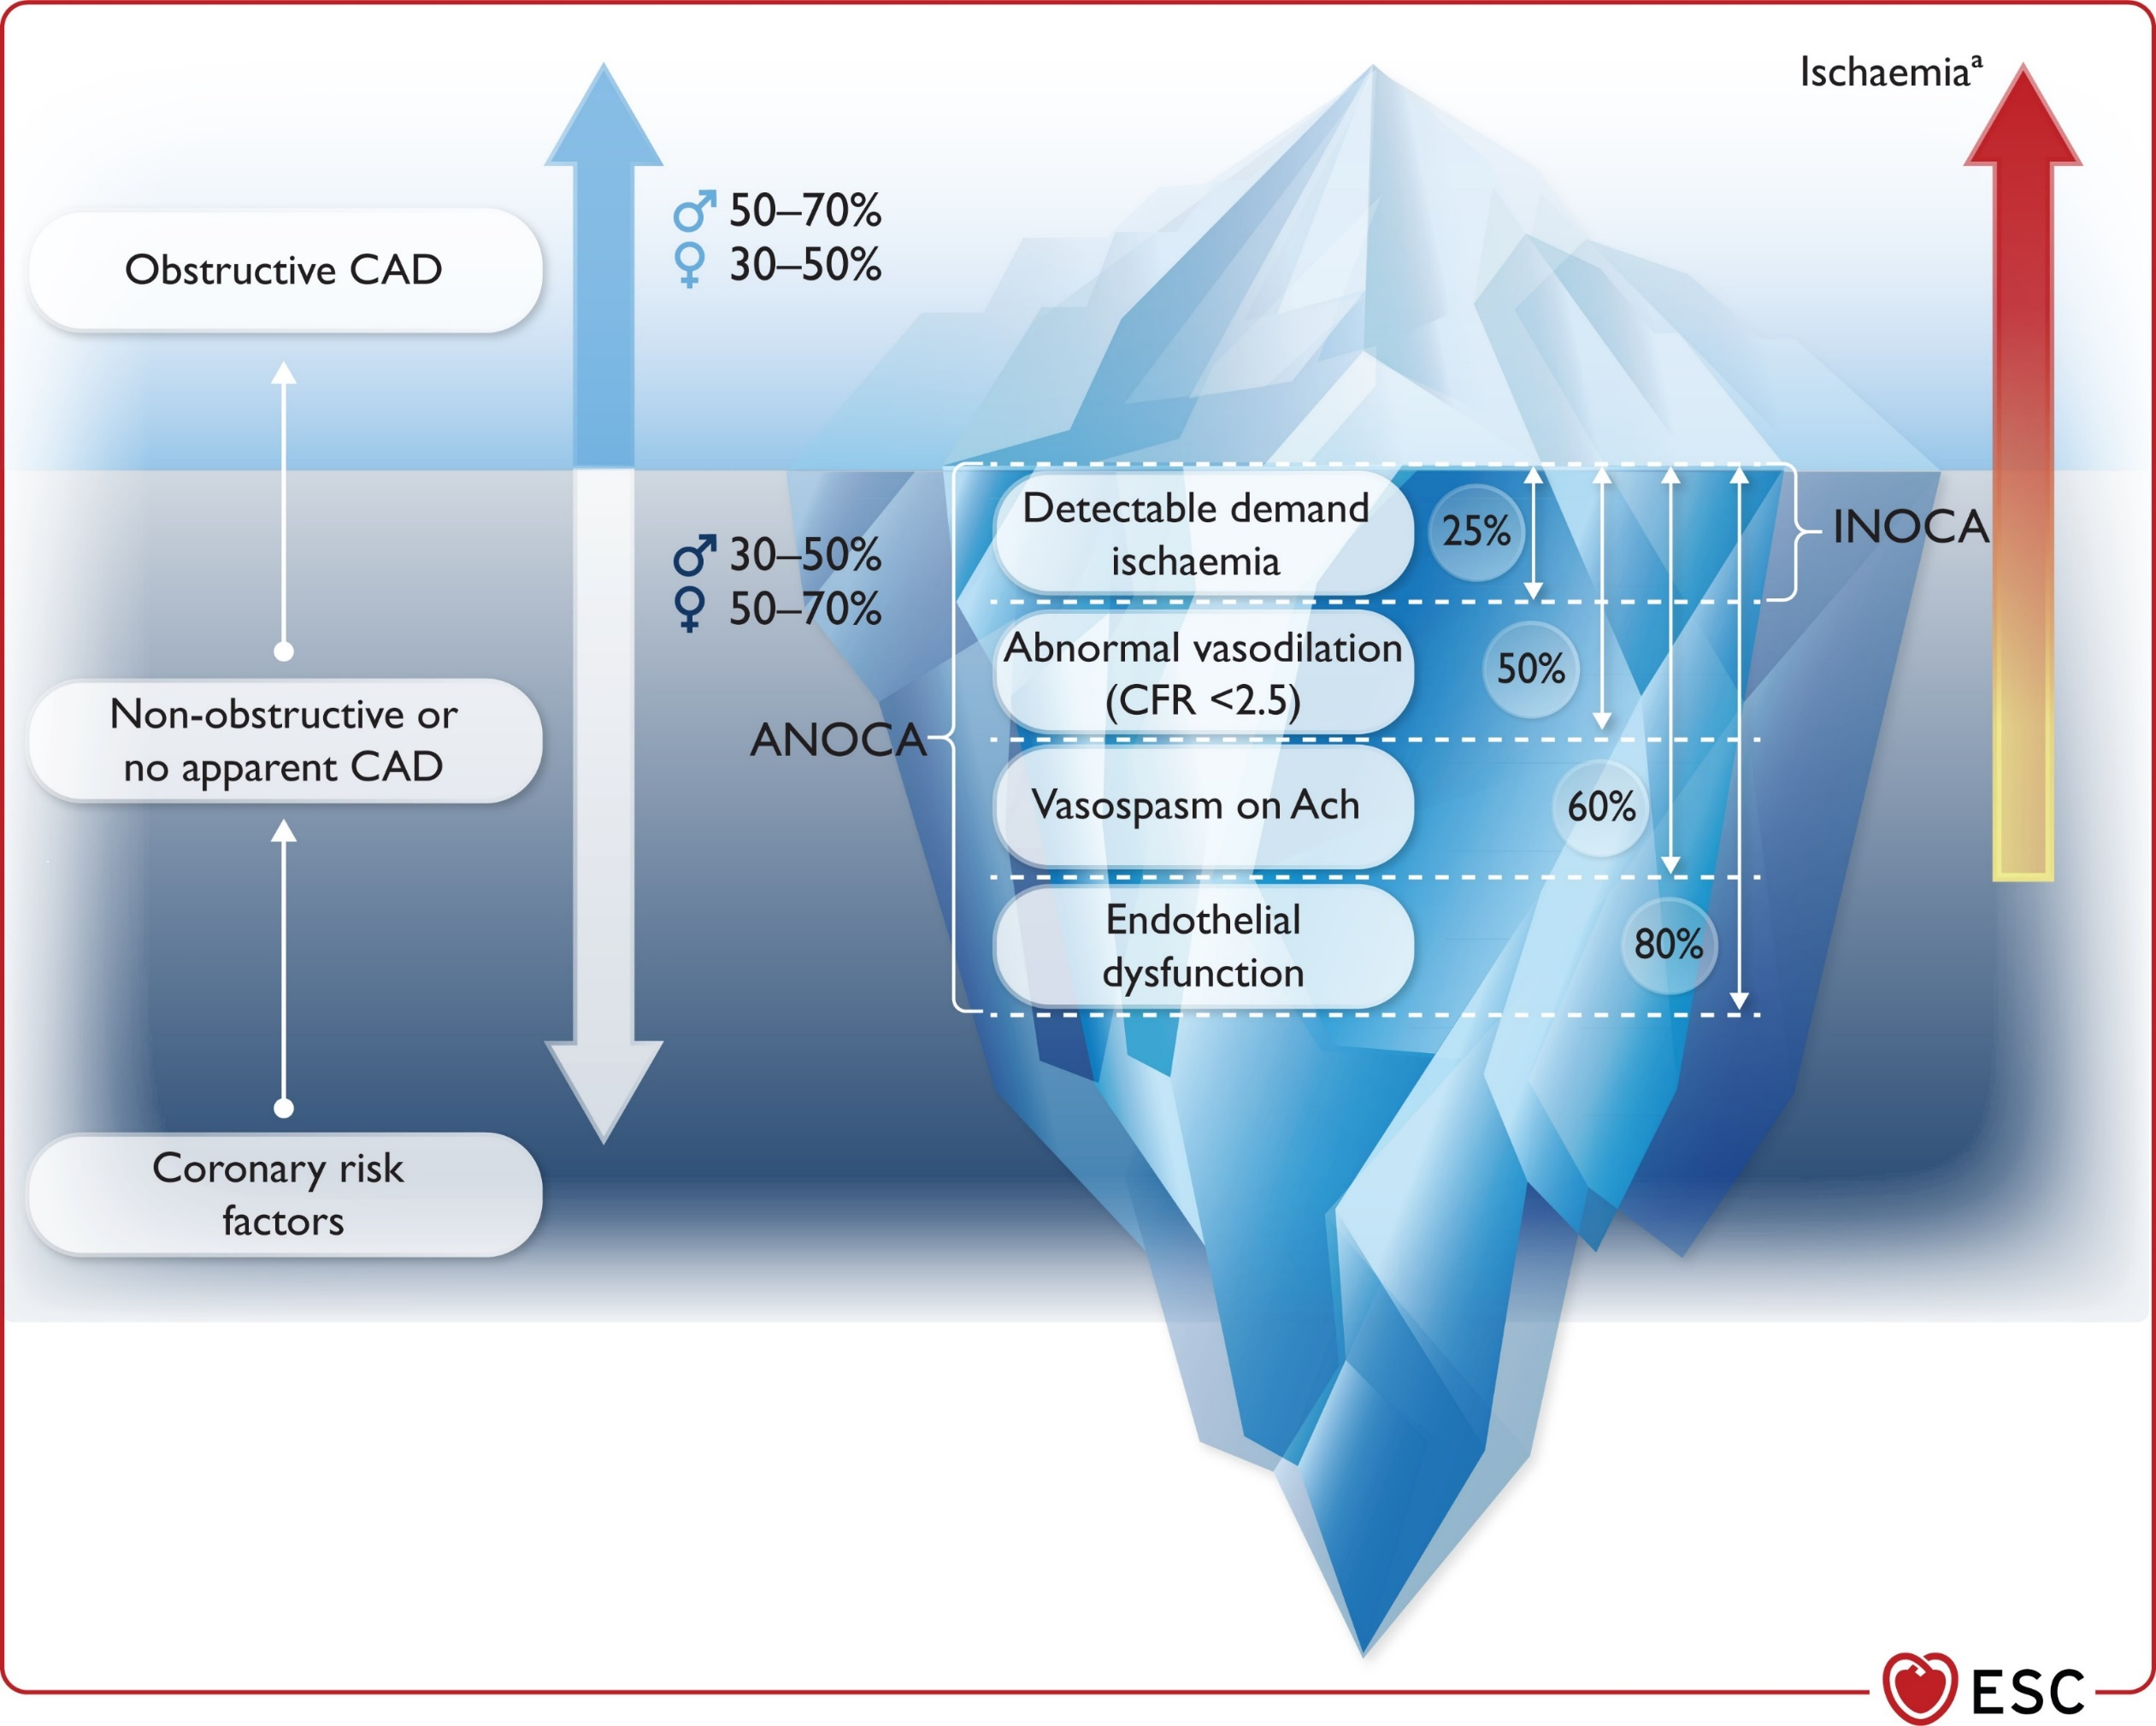 Ischaemiaᵃ
♂ 50–70%
♀ 30–50%
Obstructive CAD
Detectable demand
ischaemia
25%
INOCA
♂ 30–50%
♀ 50–70%
Abnormal vasodilation
(CFR <2.5)
50%
Non-obstructive or
no apparent CAD
ANOCA
Vasospasm on Ach
60%
Endothelial
dysfunction
80%
Coronary risk
factors
ESC